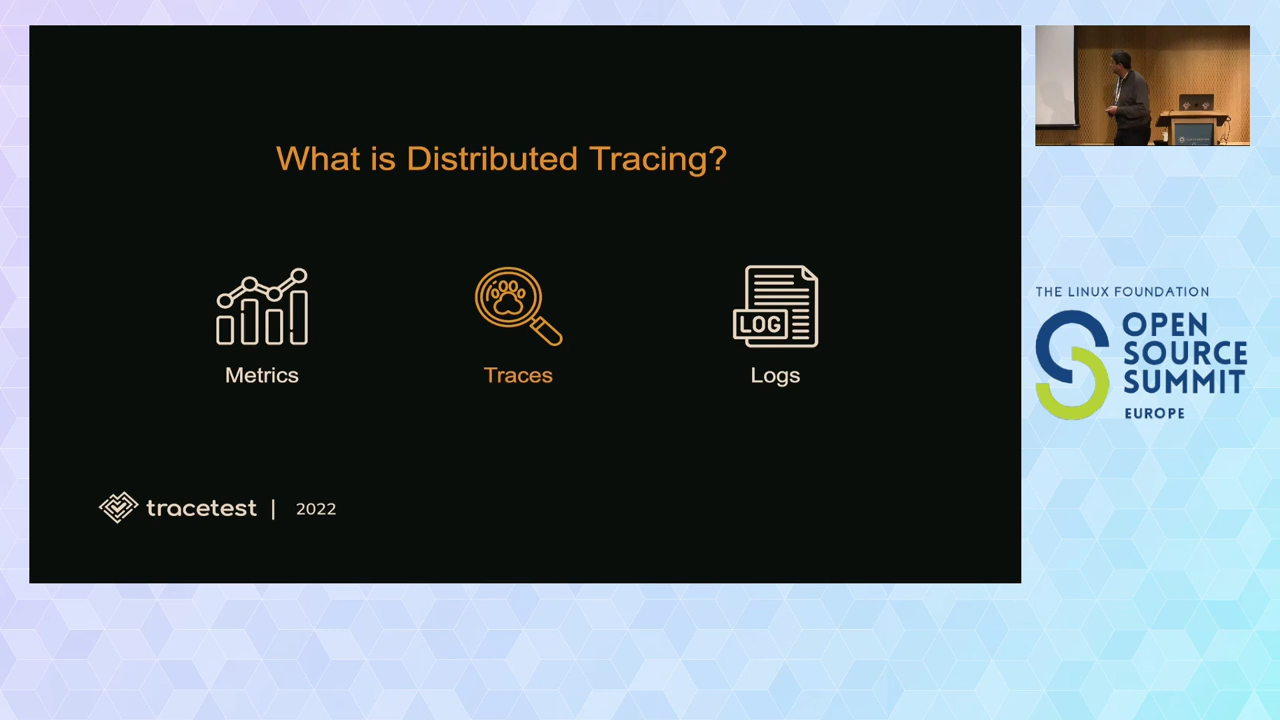 What is Distributed Tracing?
Metrics
Traces
LOG
Logs
tracetest | 2022
THE LINUX FOUNDATION
OPEN
SOURCE
SUMMIT
EUROPE